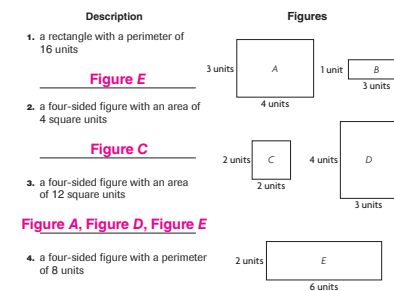 Description
Figures
1. a rectangle with a perimeter of
16 units
Figure E
2. a four-sided figure with an area of
4 square units
Figure C
3. a four-sided figure with an area
of 12 square units
Figure A, Figure D, Figure E
4. a four-sided figure with a perimeter
of 8 units
3 units
A
4 units
1 unit
B
3 units
2 units
C
2 units
4 units
D
3 units
2 units
E
6 units